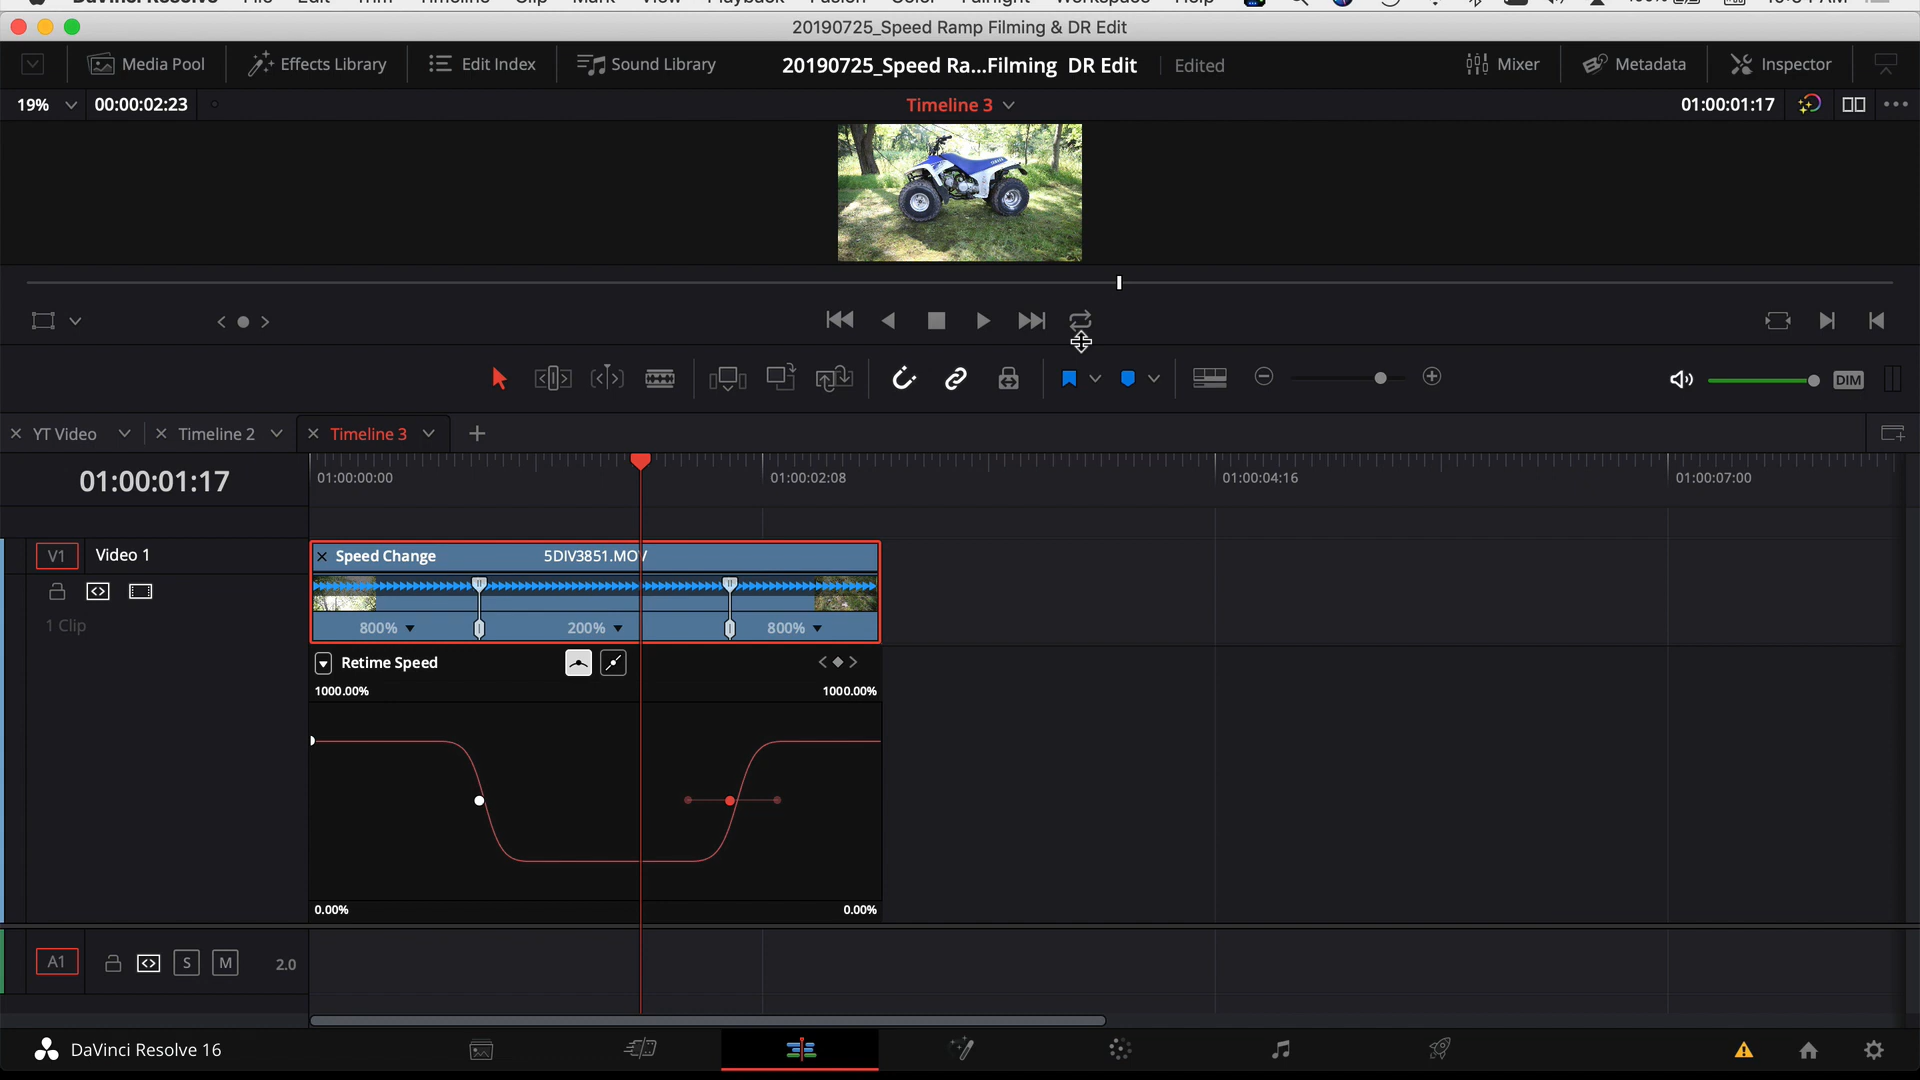 DaVinci Resolve File Edit Trim Timeline Clip Mark View Playback Fusion Color Fairlight Workspace Help
20190725_Speed Ramp Filming & DR Edit
Media Pool Effects Library Edit Index Sound Library 20190725_Speed Ra...Filming DR Edit Edited Mixer Metadata Inspector
19% 00:00:02:23 Timeline 3 01:00:01:17
DIM
YT Video Timeline 2 Timeline 3
01:00:01:17 01:00:00:00 01:00:02:08 01:00:04:16 01:00:07:00
V1 Video 1 Speed Change 5DIV3851.MOV
1 Clip 800% 200% 800%
Retime Speed
1000.00% 1000.00%
0.00% 0.00%
A1 S M 2.0
DaVinci Resolve 16